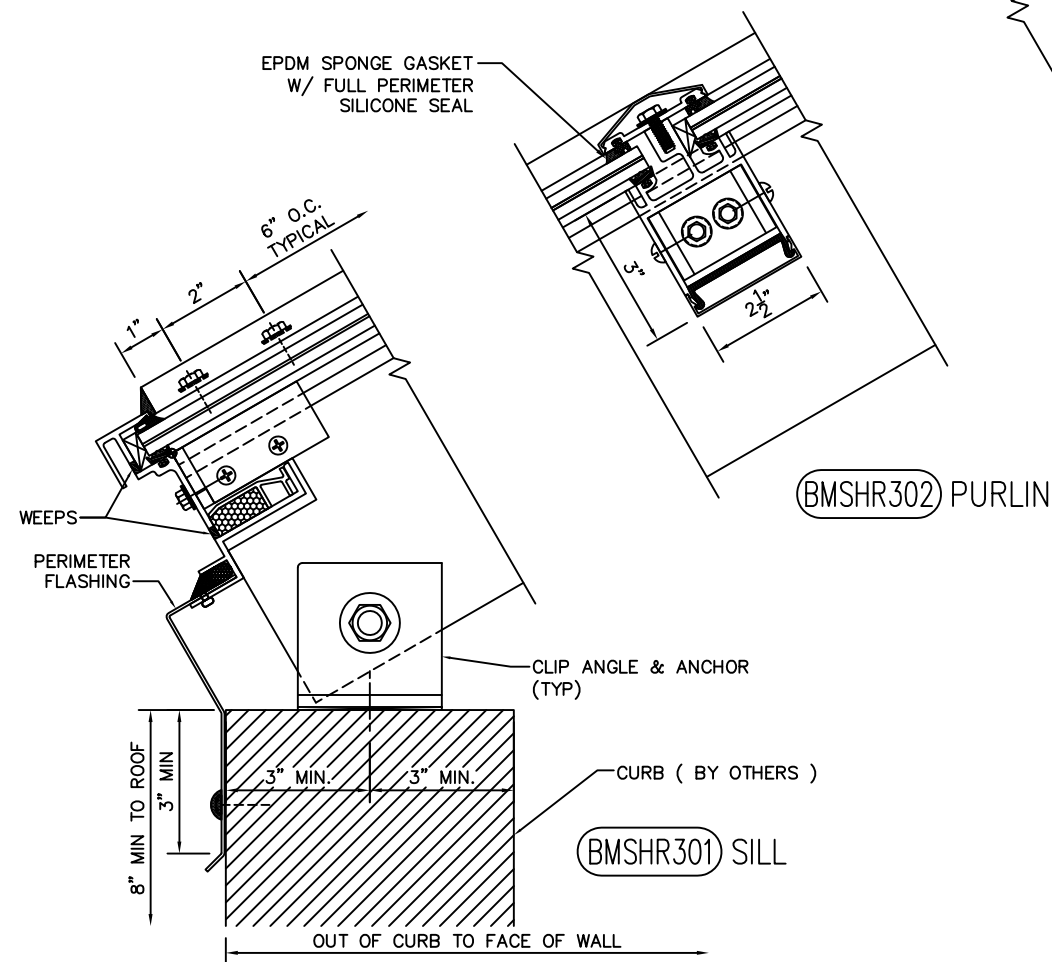 EPDM SPONGE GASKET
W/ FULL PERIMETER
SILICONE SEAL
6" O.C.
TYPICAL
2"
1"
3"
2 1/2"
BMSHR302 PURLIN
WEEPS
PERIMETER
FLASHING
CLIP ANGLE & ANCHOR
(TYP)
8" MIN TO ROOF
3" MIN
3" MIN.
3" MIN.
CURB ( BY OTHERS )
BMSHR301 SILL
OUT OF CURB TO FACE OF WALL